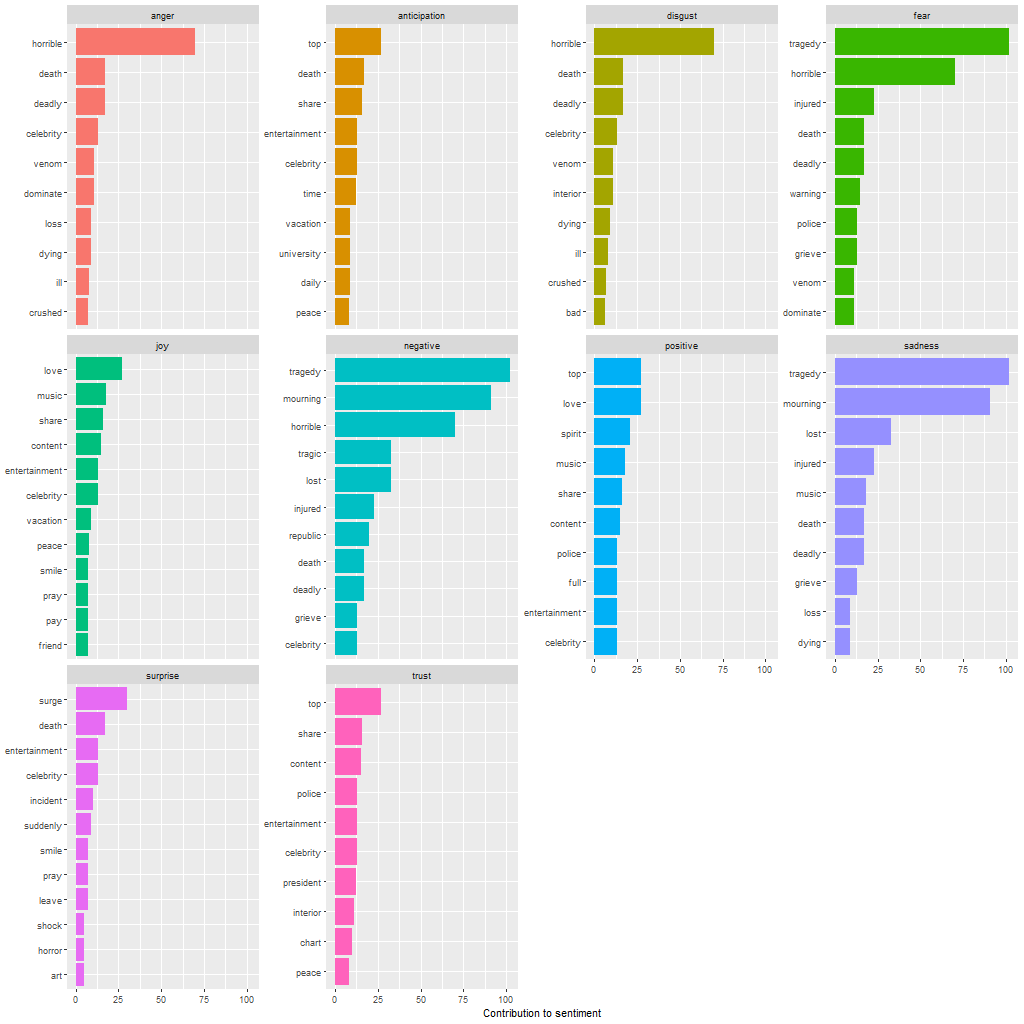 anger
horrible
death
deadly
celebrity
venom
dominate
loss
dying
ill
crushed
anticipation
top
death
share
entertainment
celebrity
time
vacation
university
daily
peace
disgust
horrible
death
deadly
celebrity
venom
interior
dying
ill
crushed
bad
fear
tragedy
horrible
injured
death
deadly
warning
police
grieve
venom
dominate
joy
love
music
share
content
entertainment
celebrity
vacation
peace
smile
pray
pay
friend
negative
tragedy
mourning
horrible
tragic
lost
injured
republic
death
deadly
grieve
celebrity
positive
top
love
spirit
music
share
content
police
full
entertainment
celebrity
0 25 50 75 100
sadness
tragedy
mourning
lost
injured
music
death
deadly
grieve
loss
dying
0 25 50 75 100
surprise
surge
death
entertainment
celebrity
incident
suddenly
smile
pray
leave
shock
horror
art
0 25 50 75 100
trust
top
share
content
police
entertainment
celebrity
president
interior
chart
peace
0 25 50 75 100
Contribution to sentiment